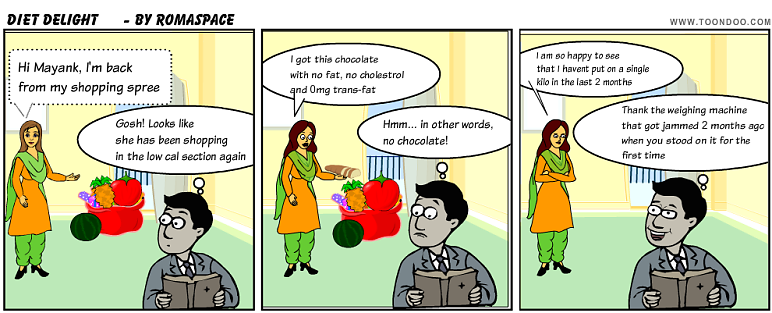 DIET DELIGHT - BY ROMASPACE
WWW.TOONDOO.COM
Hi Mayank, I'm back
from my shopping spree
Gosh! Looks like
she has been shopping
in the low cal section again
I got this chocolate
with no fat, no cholestrol
and 0mg trans-fat
Hmm... in other words,
no chocolate!
I am so happy to see
that I havent put on a single
kilo in the last 2 months
Thank the weighing machine
that got jammed 2 months ago
when you stood on it for the
first time